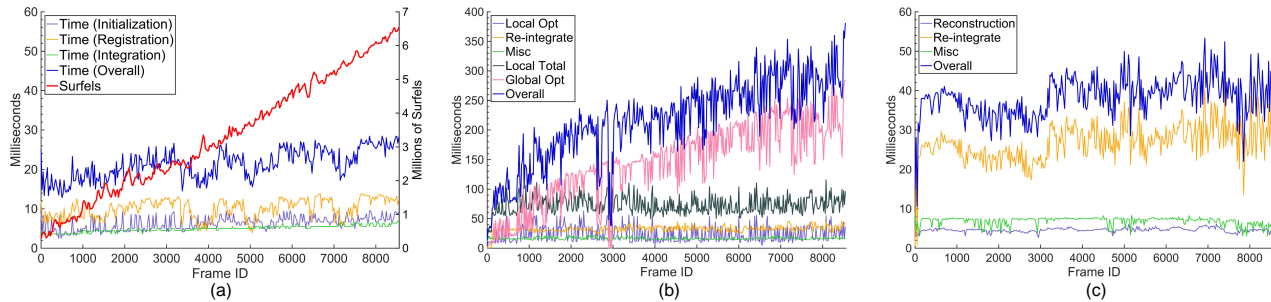 60
50
40
30
20
10
0
Milliseconds
Time (Initialization)
Time (Registration)
Time (Integration)
Time (Overall)
Surfels
7
6
5
4
3
2
1
0
Millions of Surfels
0 1000 2000 3000 4000 5000 6000 7000 8000
Frame ID
(a)
400
350
300
250
200
150
100
50
0
Milliseconds
Local Opt
Re-integrate
Misc
Local Total
Global Opt
Overall
0 1000 2000 3000 4000 5000 6000 7000 8000
Frame ID
(b)
60
50
40
30
20
10
0
Milliseconds
Reconstruction
Re-integrate
Misc
Overall
0 1000 2000 3000 4000 5000 6000 7000 8000
Frame ID
(c)